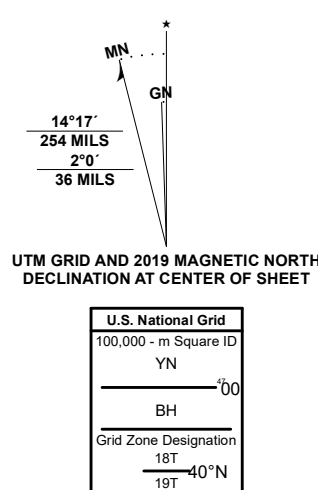 ★
MN
GN
14°17´
254 MILS
2°0´
36 MILS
UTM GRID AND 2019 MAGNETIC NORTH
DECLINATION AT CENTER OF SHEET
U.S. National Grid
100,000 - m Square ID
YN
4700
BH
Grid Zone Designation
18T
40°N
19T